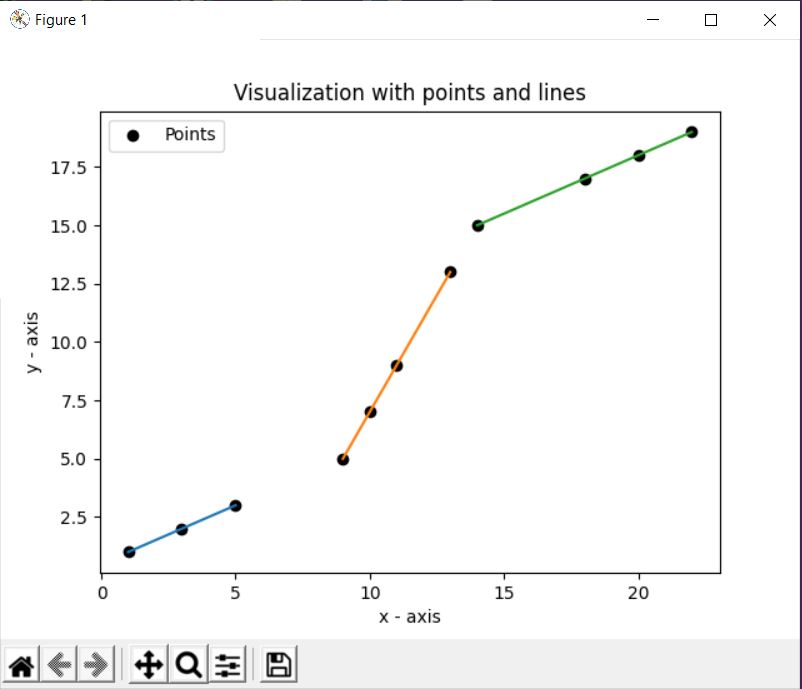 Figure 1
Visualization with points and lines
Points
17.5
15.0
12.5
10.0
7.5
5.0
2.5
y - axis
0 5 10 15 20
x - axis